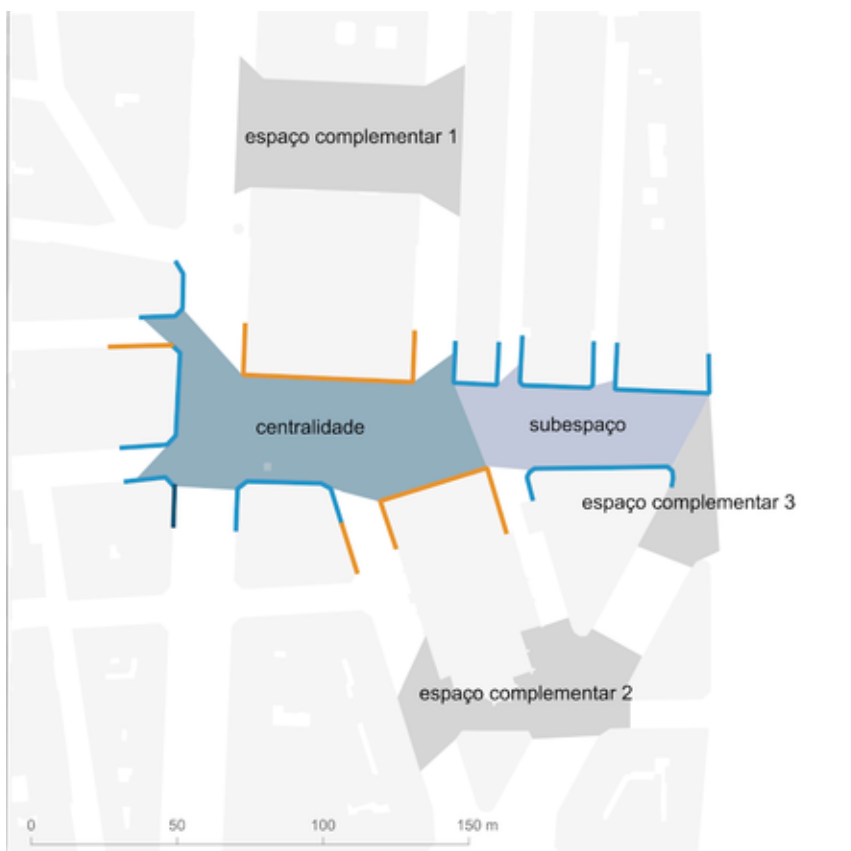 espaço complementar 1
centralidade
subespaço
espaço complementar 3
espaço complementar 2
0 50 100 150 m